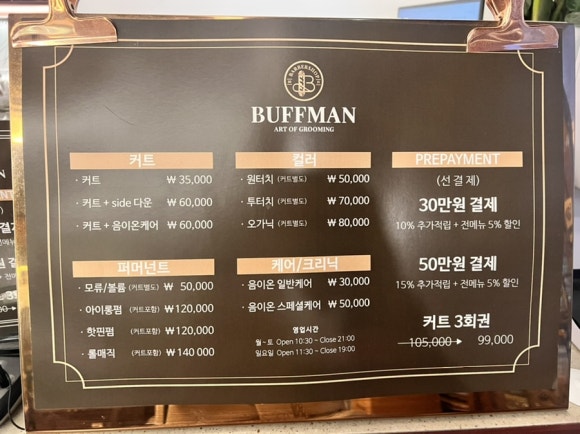 BARBERSHOP
B
BUFFMAN
ART OF GROOMING
커트
· 커트 ₩ 35,000
· 커트 + side 다운 ₩ 60,000
· 커트 + 음이온케어 ₩ 60,000
퍼머넌트
· 모류/볼륨 (커트별도) ₩ 50,000
· 아이롱펌 (커트포함) ₩120,000
· 핫핀펌 (커트포함) ₩120,000
· 롤매직 (커트포함) ₩140,000
컬러
· 원터치 (커트별도) ₩ 50,000
· 투터치 (커트별도) ₩ 70,000
· 오가닉 (커트별도) ₩ 80,000
케어/크리닉
음이온 일반케어 ₩ 30,000
음이온 스페셜케어 ₩ 50,000
영업시간
월~토 Open 10:30 ~ Close 21:00
일요일 Open 11:30 ~ Close 19:00
PREPAYMENT
(선 결 제)
30만원 결제
10% 추가적립 + 전메뉴 5% 할인
50만원 결제
15% 추가적립 + 전메뉴 5% 할인
커트 3회권
105,000 → 99,000